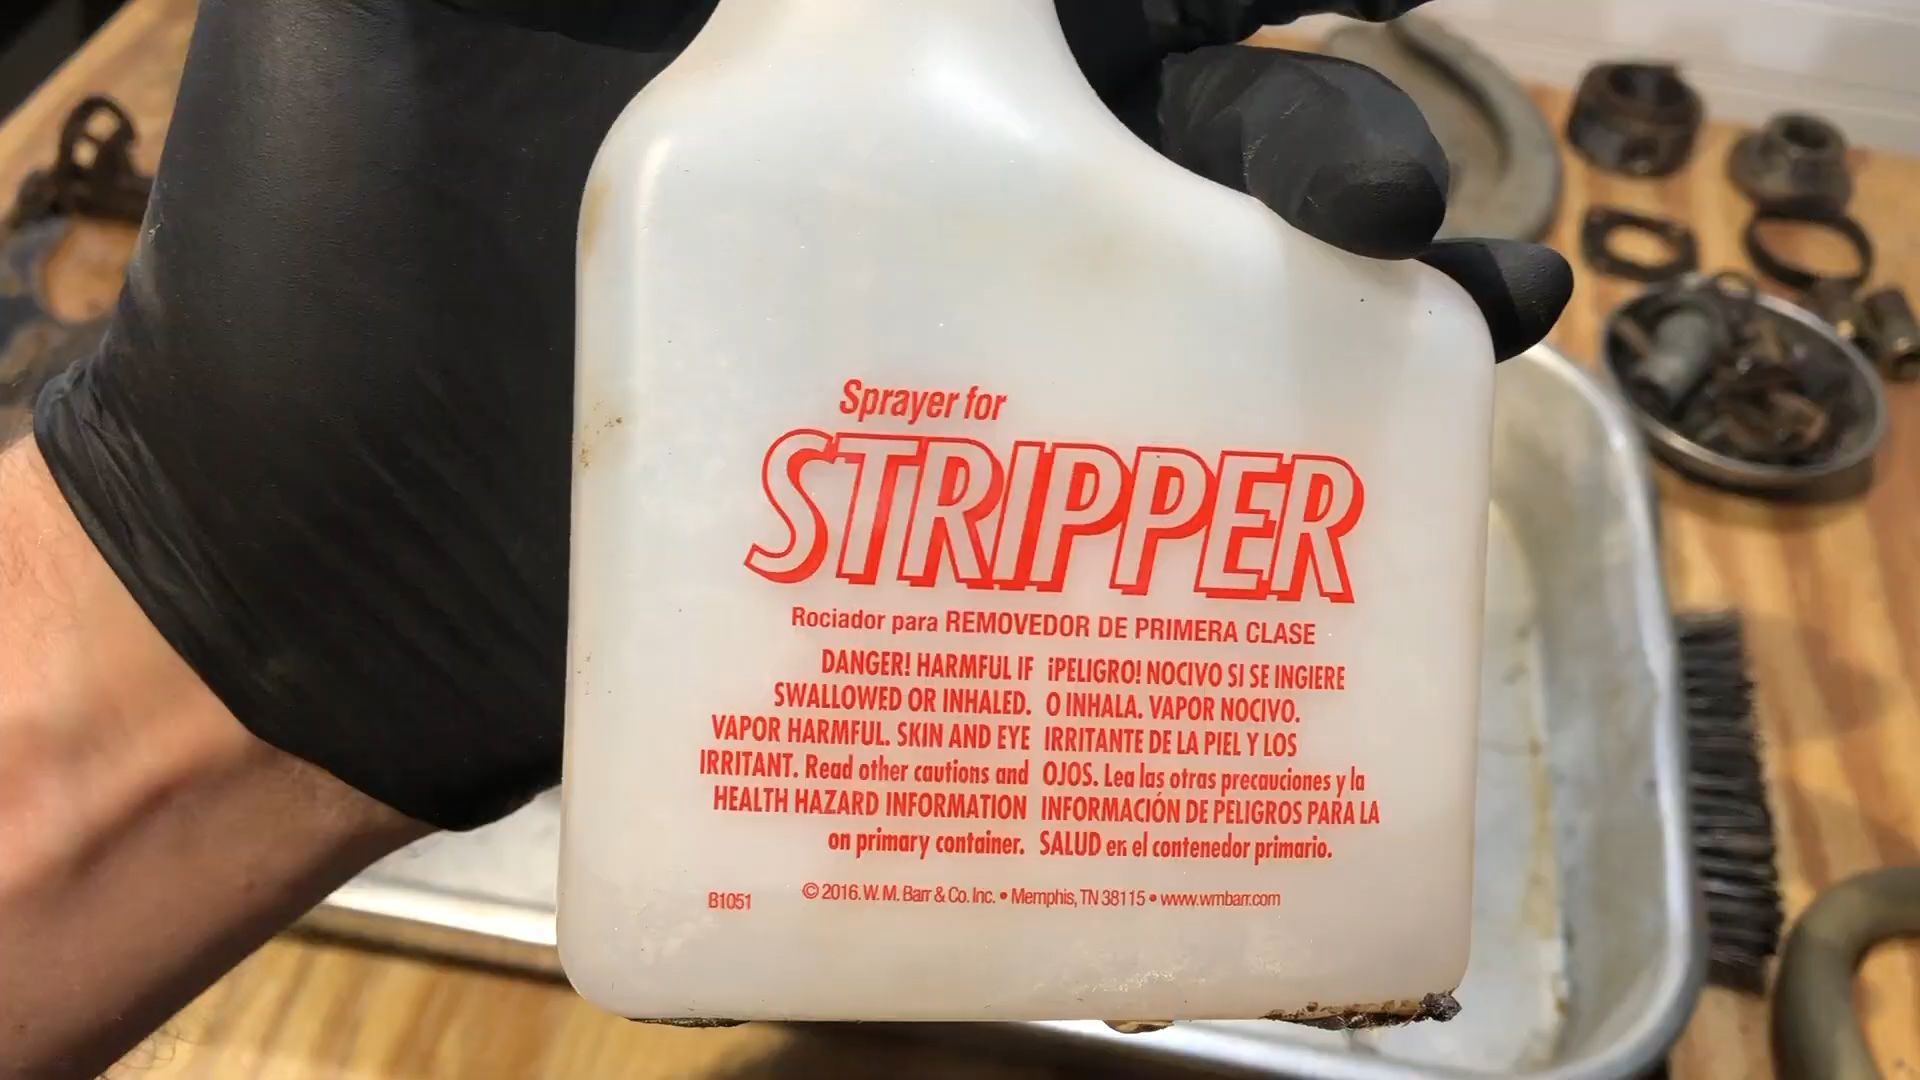 Sprayer for
STRIPPER
Rociador para REMOVEDOR DE PRIMERA CLASE
DANGER! HARMFUL IF
SWALLOWED OR INHALED.
VAPOR HARMFUL. SKIN AND EYE
IRRITANT. Read other cautions and
HEALTH HAZARD INFORMATION
on primary container.
¡PELIGRO! NOCIVO SI SE INGIERE
O INHALA. VAPOR NOCIVO.
IRRITANTE DE LA PIEL Y LOS
OJOS. Lea las otras precauciones y la
INFORMACIÓN DE PELIGROS PARA LA
SALUD en el contenedor primario.
B1051
© 2016. W. M. Barr & Co. Inc. • Memphis, TN 38115 • www.wmbarr.com